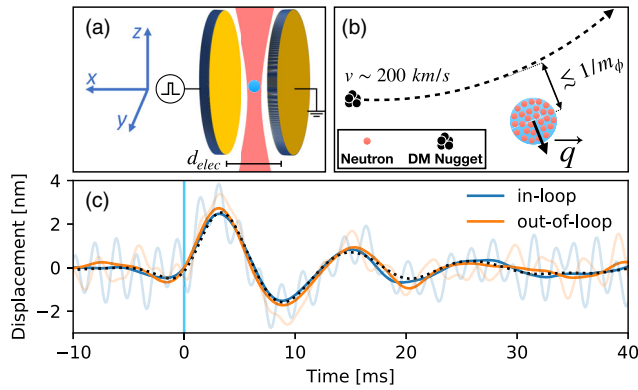 (a)
z
x
y
d_elec
(b)
v ~ 200 km/s
≲ 1/m_ϕ
q⃗
Neutron
DM Nugget
(c)
in-loop
out-of-loop
Displacement [nm]
4
2
0
−2
−10
0
10
20
30
40
Time [ms]